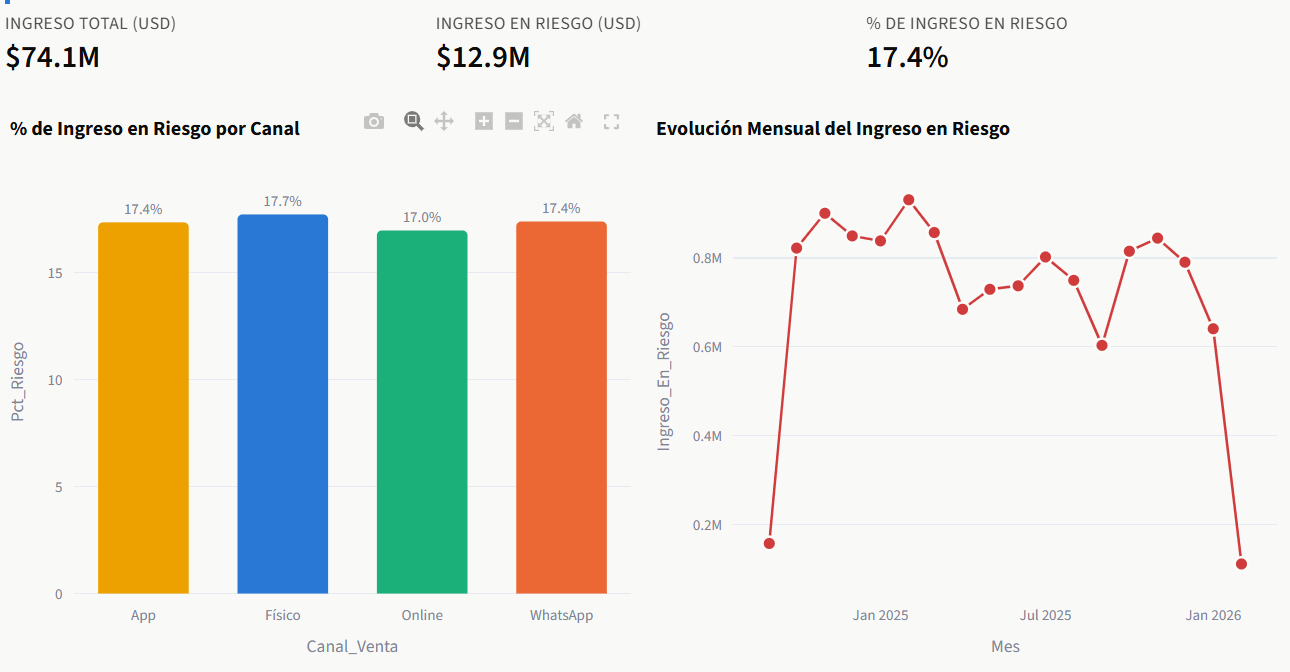 INGRESO TOTAL (USD)
$74.1M
INGRESO EN RIESGO (USD)
$12.9M
% DE INGRESO EN RIESGO
17.4%
% de Ingreso en Riesgo por Canal
17.4%
17.7%
17.0%
17.4%
15
10
5
0
Pct_Riesgo
App
Físico
Online
WhatsApp
Canal_Venta
Evolución Mensual del Ingreso en Riesgo
0.8M
0.6M
0.4M
0.2M
Ingreso_En_Riesgo
Jan 2025
Jul 2025
Jan 2026
Mes